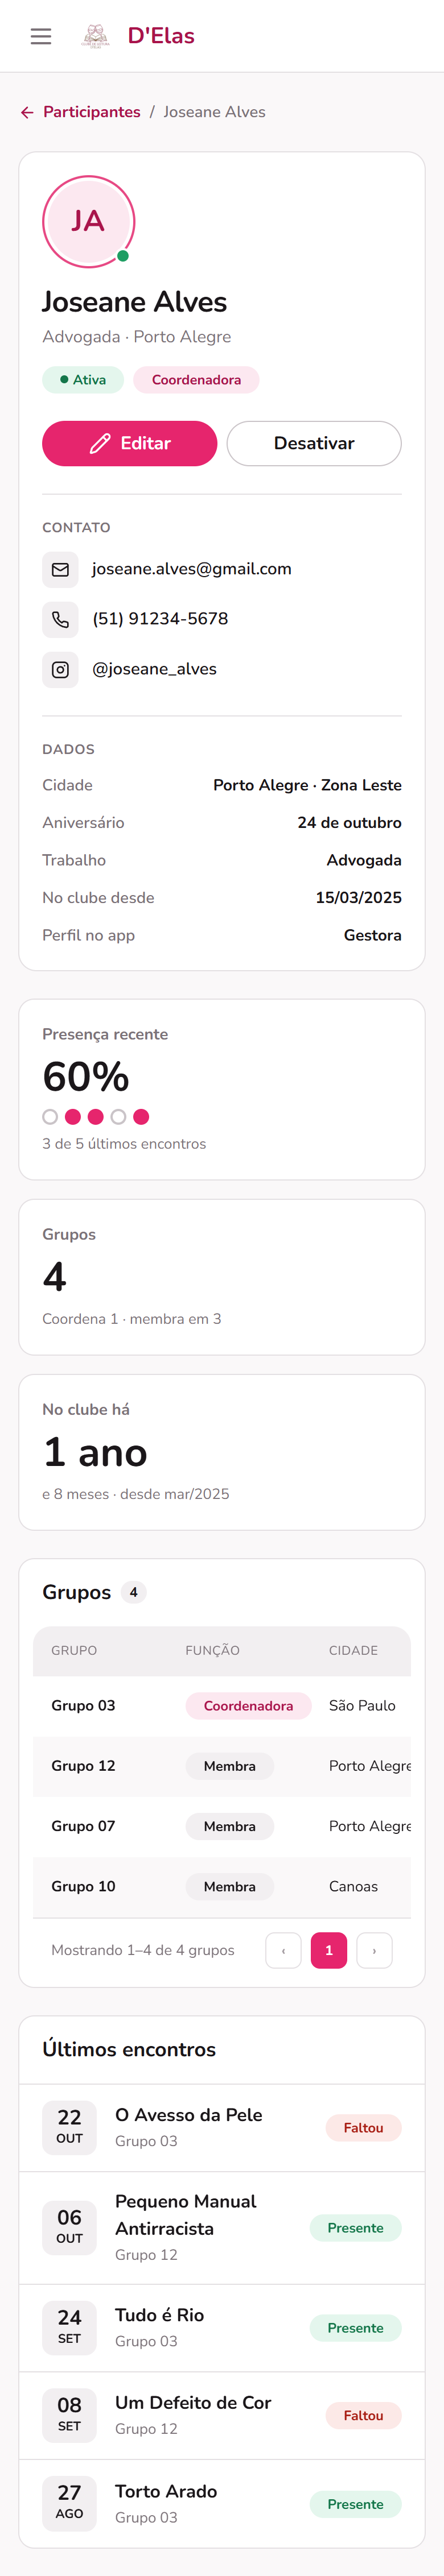 D'Elas
← Participantes / Joseane Alves
JA
Joseane Alves
Advogada · Porto Alegre
Ativa Coordenadora
Editar Desativar
CONTATO
joseane.alves@gmail.com
(51) 91234-5678
@joseane_alves
DADOS
Cidade Porto Alegre · Zona Leste
Aniversário 24 de outubro
Trabalho Advogada
No clube desde 15/03/2025
Perfil no app Gestora
Presença recente
60%
3 de 5 últimos encontros
Grupos
4
Coordena 1 · membra em 3
No clube há
1 ano
e 8 meses · desde mar/2025
Grupos 4
GRUPO FUNÇÃO CIDADE
Grupo 03 Coordenadora São Paulo
Grupo 12 Membra Porto Alegre
Grupo 07 Membra Porto Alegre
Grupo 10 Membra Canoas
Mostrando 1–4 de 4 grupos ‹ 1 ›
Últimos encontros
22 OUT
O Avesso da Pele
Grupo 03
Faltou
06 OUT
Pequeno Manual
Antirracista
Grupo 12
Presente
24 SET
Tudo é Rio
Grupo 03
Presente
08 SET
Um Defeito de Cor
Grupo 12
Faltou
27 AGO
Torto Arado
Grupo 03
Presente